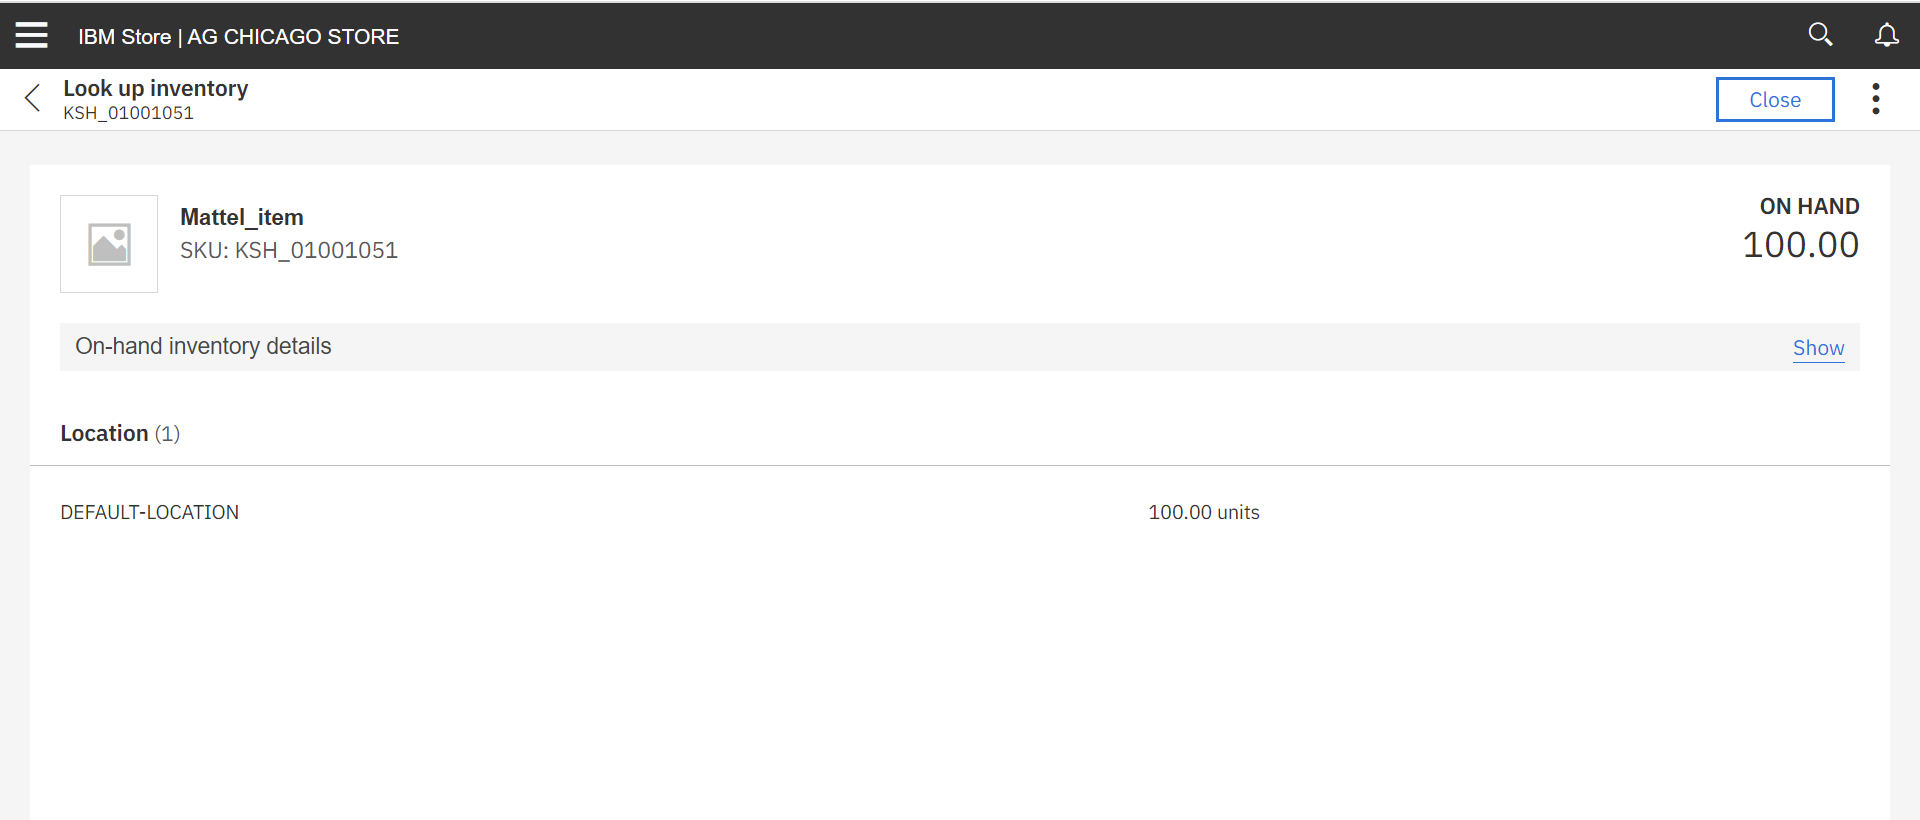 IBM Store | AG CHICAGO STORE
Look up inventory
KSH_01001051
Close
Mattel_item
SKU: KSH_01001051
ON HAND
100.00
On-hand inventory details
Show
Location (1)
DEFAULT-LOCATION
100.00 units